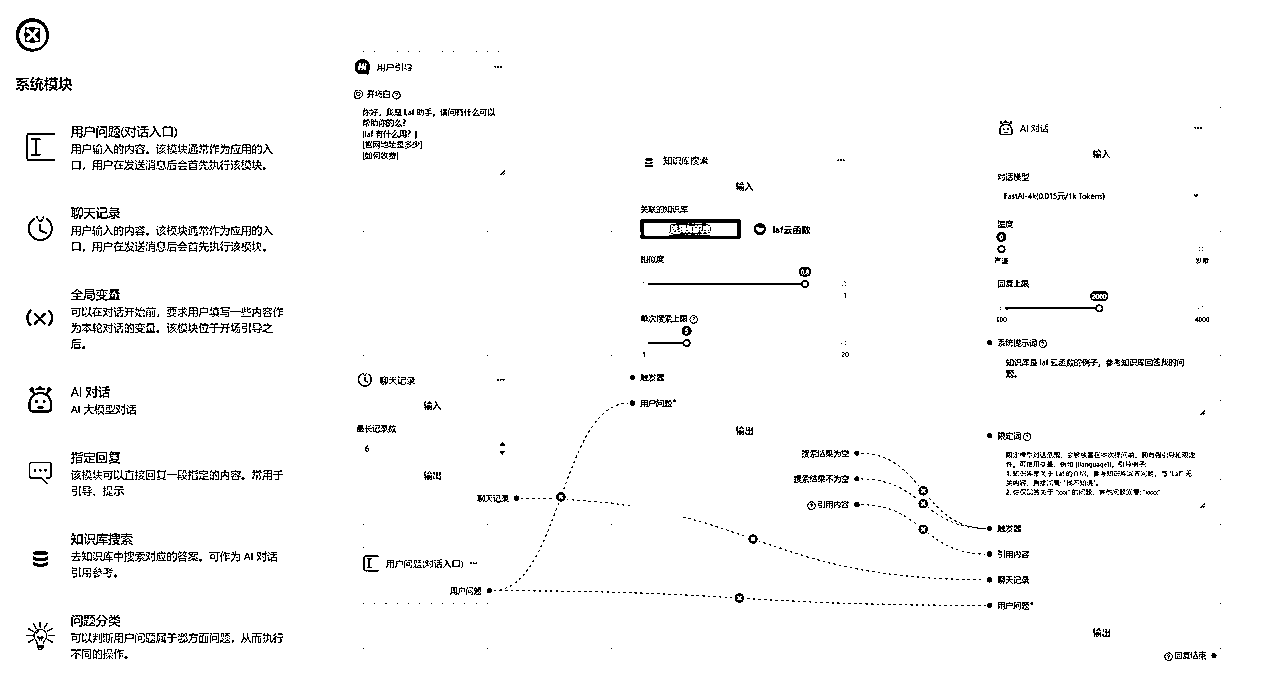 系统模块
用户问题(对话入口)
用户输入的内容。该模块通常作为应用的入
口，用户在发送消息后会首先执行该模块。
聊天记录
用户输入的内容。该模块通常作为应用的入
口，用户在发送消息后会首先执行该模块。
全局变量
可以在对话开始前，要求用户填写一些内容作
为本轮对话的变量。该模块位于开场引导之
后。
AI 对话
AI 大模型对话
指定回复
该模块可以直接回复一段指定的内容。常用于
引导、提示
知识库搜索
去知识库中搜索对应的答案。可作为 AI 对话
引用参考。
问题分类
可以判断用户问题属于哪方面问题，从而执行
不同的操作。
用户引导
开场白
你好，我是 laf 助手，请问有什么可以
帮助你的么？
[laf 有什么用？]
[官网地址是多少]
[如何收费]
聊天记录
输入
最长记录数
6
输出
聊天记录
用户问题(对话入口)
用户问题
知识库搜索
输入
关联的知识库
laf云函数
相似度
0.8
1
单次搜索上限
5
1
20
触发器
用户问题*
输出
搜索结果为空
搜索结果不为空
引用内容
AI 对话
输入
对话模型
FastAI-4k(0.015元/1k Tokens)
温度
0
严谨
发散
回复上限
2000
100
4000
系统提示词
知识库是 laf 云函数的例子，参考知识库回答我的问
题。
限定词
触发器
引用内容
聊天记录
用户问题*
输出
回复结束